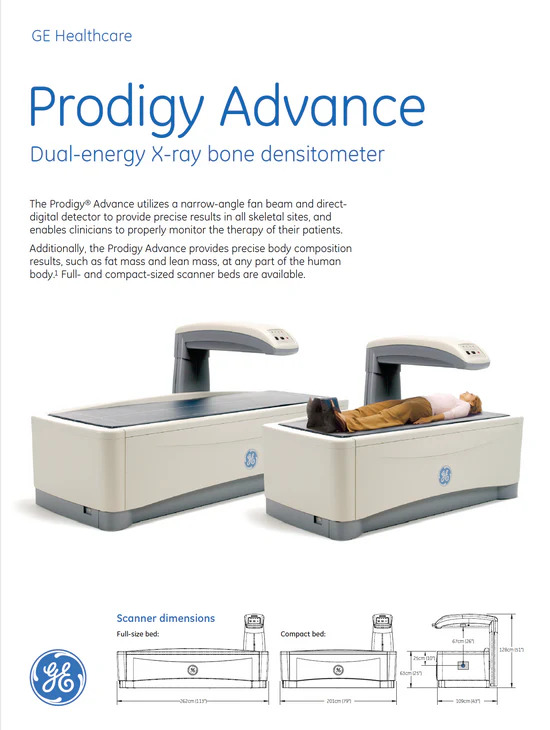 GE Healthcare
Prodigy Advance
Dual-energy X-ray bone densitometer
The Prodigy® Advance utilizes a narrow-angle fan beam and direct-
digital detector to provide precise results in all skeletal sites, and
enables clinicians to properly monitor the therapy of their patients.
Additionally, the Prodigy Advance provides precise body composition
results, such as fat mass and lean mass, at any part of the human
body.¹ Full- and compact-sized scanner beds are available.
Scanner dimensions
Full-size bed:
Compact bed:
67cm (26")
128cm (51")
25cm (10")
63cm (25")
262cm (113")
201cm (79")
109cm (43")
GE